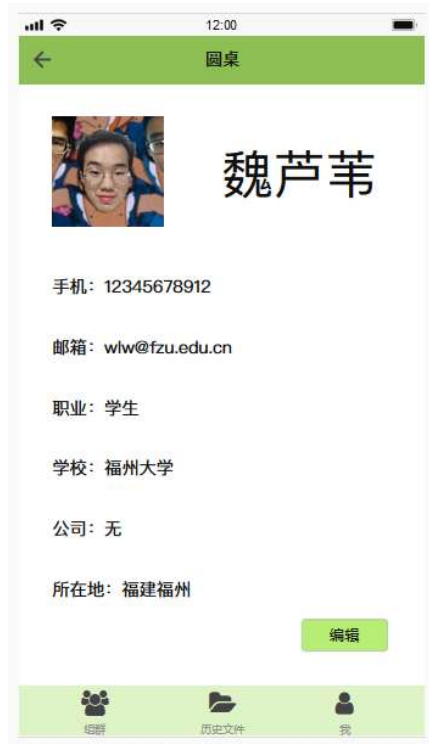 12:00
圆桌
魏芦苇
手机：12345678912
邮箱：wlw@fzu.edu.cn
职业：学生
学校：福州大学
公司：无
所在地：福建福州
编辑
组群 历史文件 我